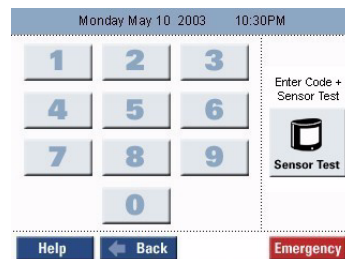 Monday May 10 2003 10:30PM
1 2 3
Enter Code +
Sensor Test
4 5 6
7 8 9
Sensor Test
0
Help Back Emergency